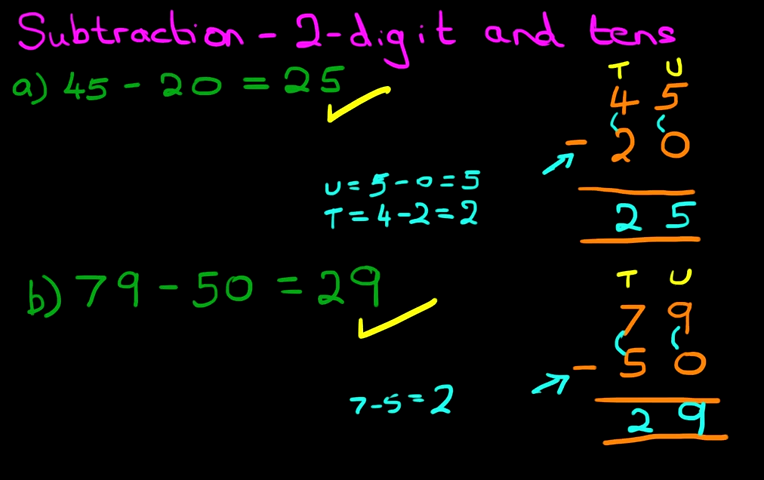 Subtraction - 2-digit and tens
a) 45 - 20 = 25
T U
4 5
- 2 0
2 5
U = 5 - 0 = 5
T = 4 - 2 = 2
b) 79 - 50 = 29
T U
7 9
- 5 0
2 9
7-5=2